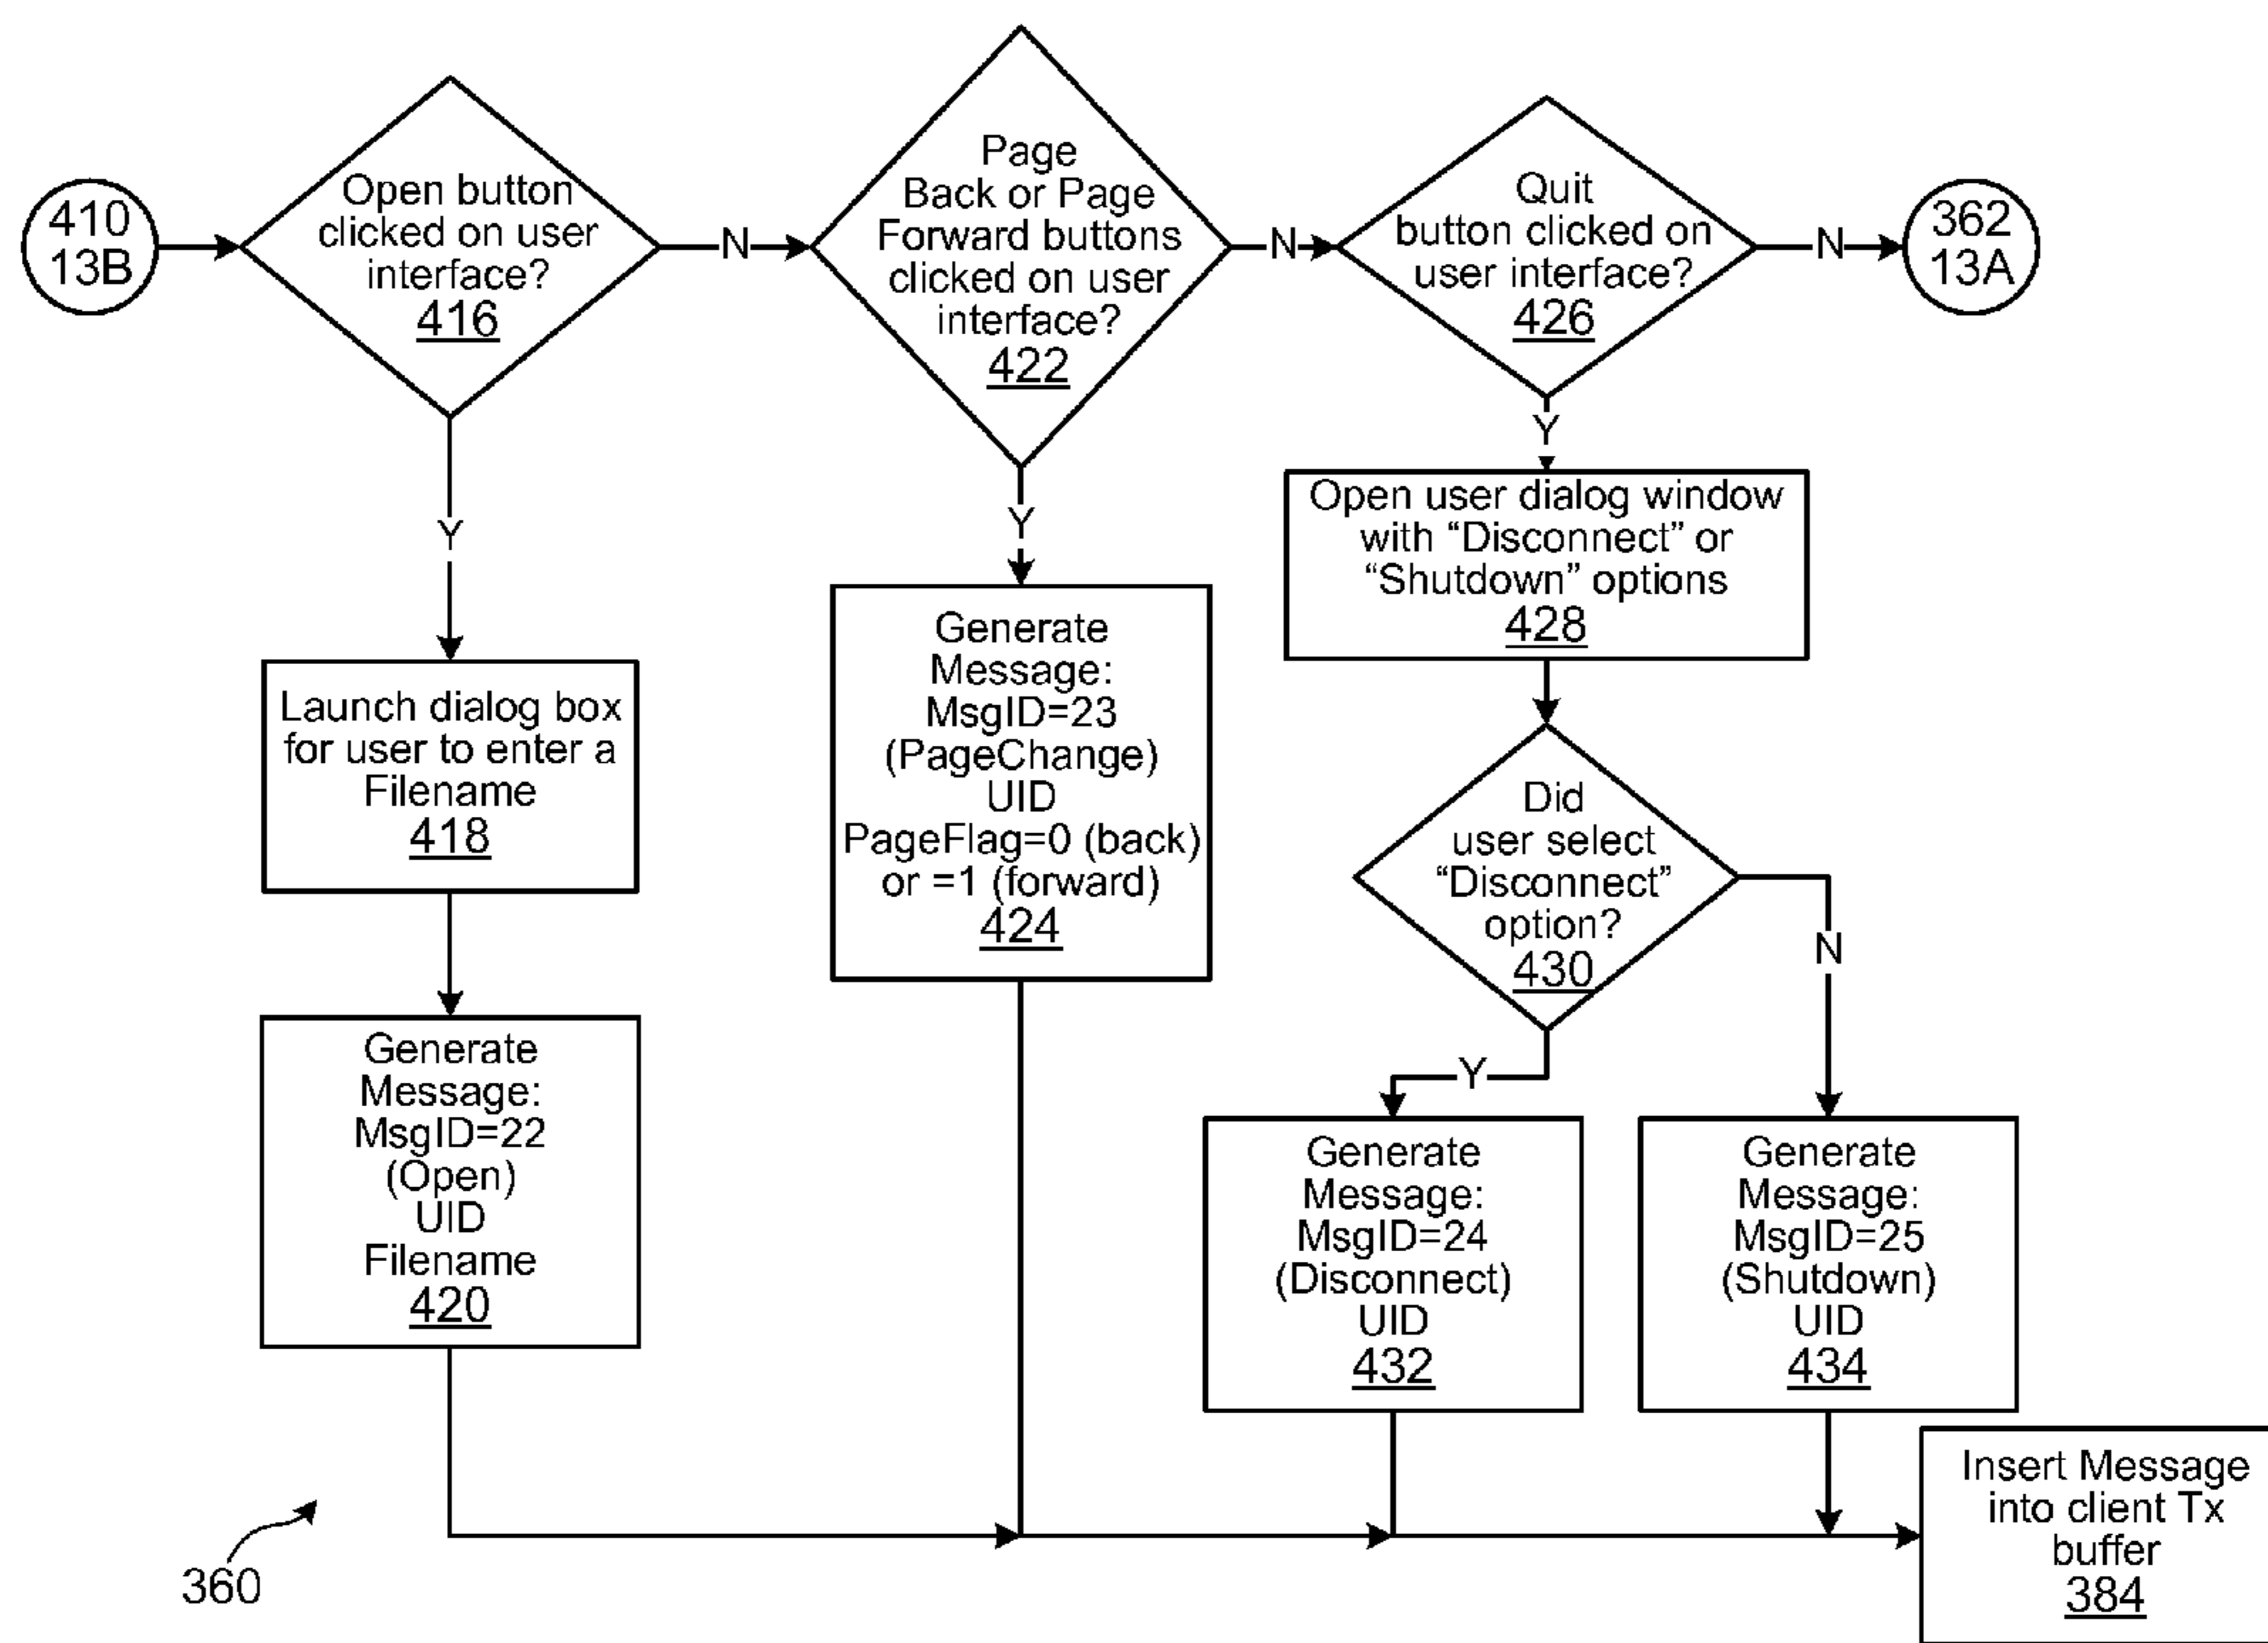 410
13B
Open button
clicked on user
interface?
416
N
Page
Back or Page
Forward buttons
clicked on user
interface?
422
N
Quit
button clicked on
user interface?
426
N
362
13A
Y
Launch dialog box
for user to enter a
Filename
418
Generate
Message:
MsgID=22
(Open)
UID
Filename
420
Y
Generate
Message:
MsgID=23
(PageChange)
UID
PageFlag=0 (back)
or =1 (forward)
424
Y
Open user dialog window
with “Disconnect” or
“Shutdown” options
428
Did
user select
“Disconnect”
option?
430
Y
N
Generate
Message:
MsgID=24
(Disconnect)
UID
432
Generate
Message:
MsgID=25
(Shutdown)
UID
434
Insert Message
into client Tx
buffer
384
360